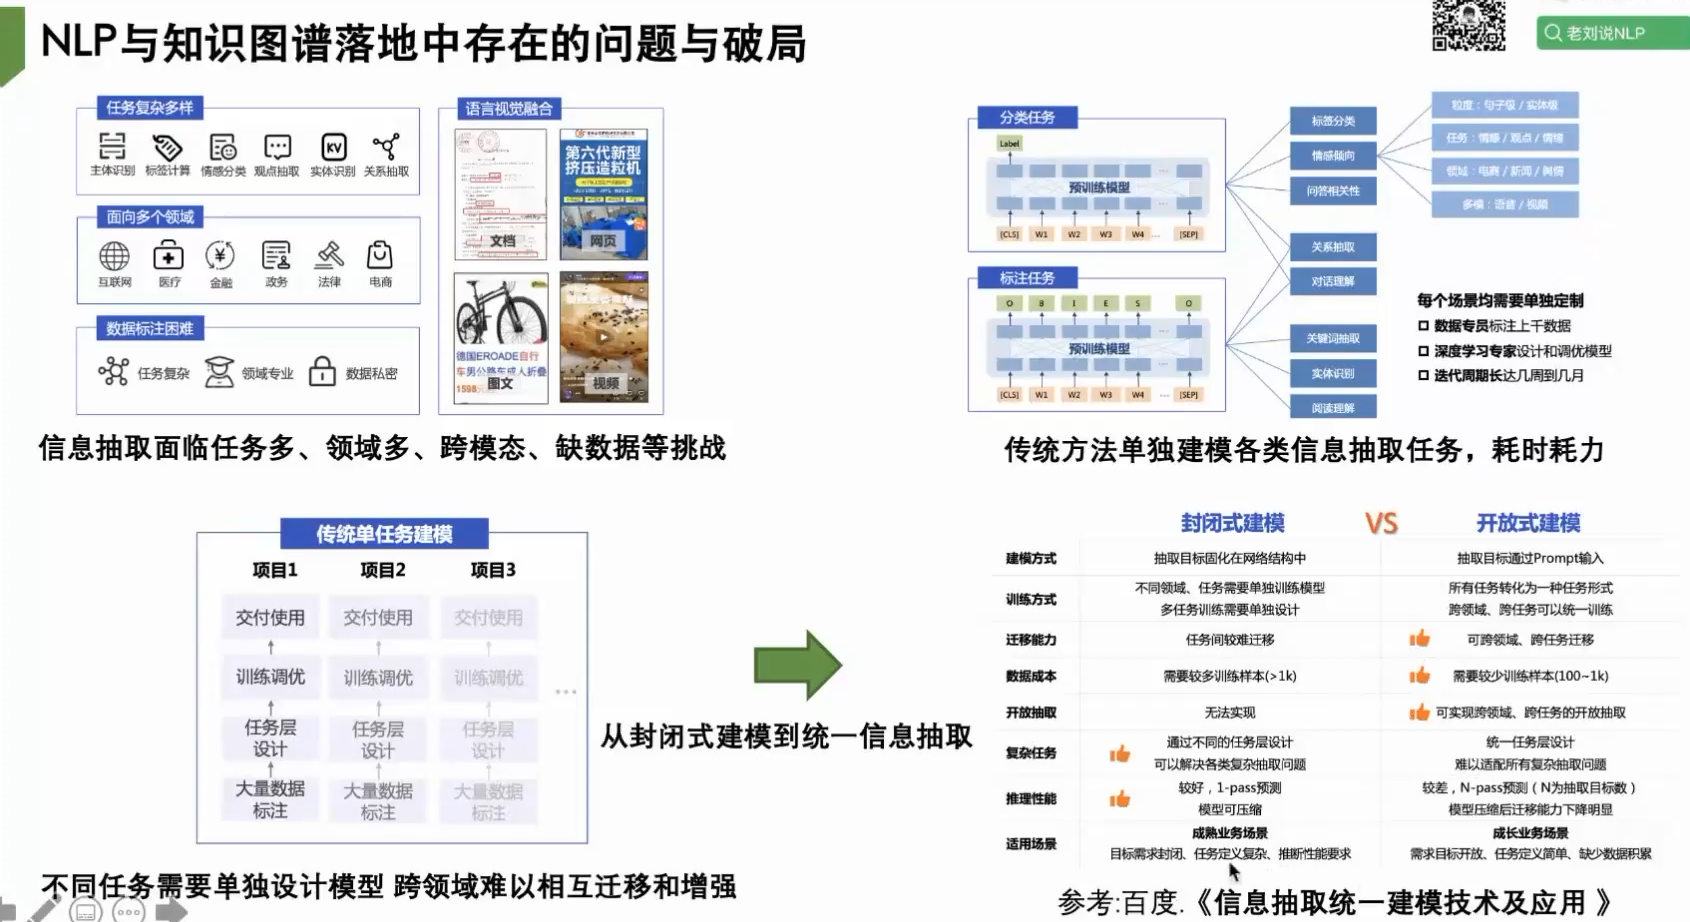 NLP与知识图谱落地中存在的问题与破局
老刘说NLP
任务复杂多样
主体识别 标签计算 情感分类 观点抽取 实体识别 关系抽取
KV
面向多个领域
互联网 医疗 金融 政务 法律 电商
数据标注困难
任务复杂 领域专业 数据私密
语言视觉融合
文档
第六代新型
挤压造粒机
网页
德国EROADE自行
车男公路车成人折叠
1598
图文
视频
信息抽取面临任务多、领域多、跨模态、缺数据等挑战
分类任务
Label
预训练模型
[CLS] W1 W2 W3 W4 ... [SEP]
标注任务
O B I E S O
预训练模型
[CLS] W1 W2 W3 W4 ... [SEP]
标签分类
情感倾向
问答相关性
关系抽取
对话理解
关键词抽取
实体识别
阅读理解
粒度：句子级 / 实体级
任务：情感 / 观点 / 情绪
领域：电商 / 新闻 / 舆情
多模：语音 / 视频
每个场景均需要单独定制
数据专员标注上千数据
深度学习专家设计和调优模型
迭代周期长达几周到几月
传统方法单独建模各类信息抽取任务，耗时耗力
传统单任务建模
项目1 项目2 项目3
交付使用 交付使用 交付使用
训练调优 训练调优 训练调优
任务层 任务层 任务层
设计 设计 设计
大量数据 大量数据 大量数据
标注 标注 标注
...
不同任务需要单独设计模型 跨领域难以相互迁移和增强
从封闭式建模到统一信息抽取
封闭式建模 VS 开放式建模
建模方式 抽取目标固化在网络结构中 抽取目标通过Prompt输入
训练方式 不同领域、任务需要单独训练模型 所有任务转化为一种任务形式
多任务训练需要单独设计 跨领域、跨任务可以统一训练
迁移能力 任务间较难迁移 可跨领域、跨任务迁移
数据成本 需要较多训练样本(>1k) 需要较少训练样本(100~1k)
开放抽取 无法实现 可实现跨领域、跨任务的开放抽取
复杂任务 通过不同的任务层设计 统一任务层设计
可以解决各类复杂抽取问题 难以适配所有复杂抽取问题
推理性能 较好，1-pass预测 较差，N-pass预测（N为抽取目标数）
模型可压缩 模型压缩后迁移能力下降明显
适用场景 成熟业务场景 成长业务场景
目标需求封闭、任务定义复杂、推断性能要求 需求目标开放、任务定义简单、缺少数据积累
参考:百度.《信息抽取统一建模技术及应用 》